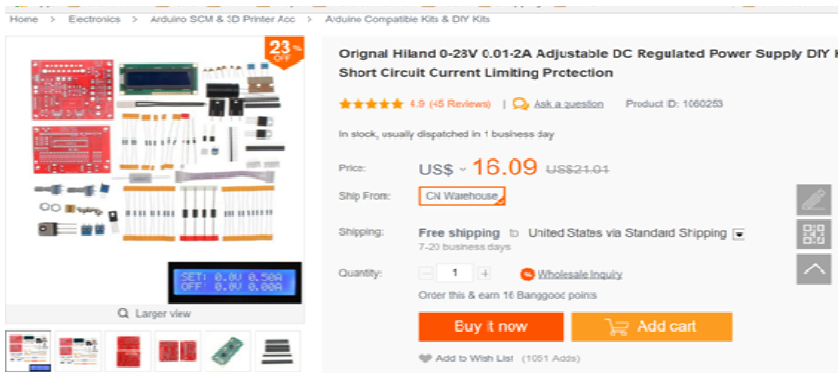 Home > Electronics > Arduino SCM & 3D Printer Acc > Arduino Compatible Kits & DIY Kits
23%
OFF
Orignal Hiland 0-28V 0.01-2A Adjustable DC Regulated Power Supply DIY
Short Circuit Current Limiting Protection
4.9 (45 Reviews) | Ask a question Product ID: 1060253
In stock, usually dispatched in 1 business day
Price: US$ 16.09 US$21.01
Ship From: CN Warehouse
Shipping: Free shipping to United States via Standard Shipping
7-20 business days
Quantity: - 1 + Wholesale Inquiry
Order this & earn 16 Banggood points
Buy it now Add cart
Add to Wish List (1051 Adds)
SET: 0.0V 0.50A
OFF: 0.0V 0.00A
Larger view